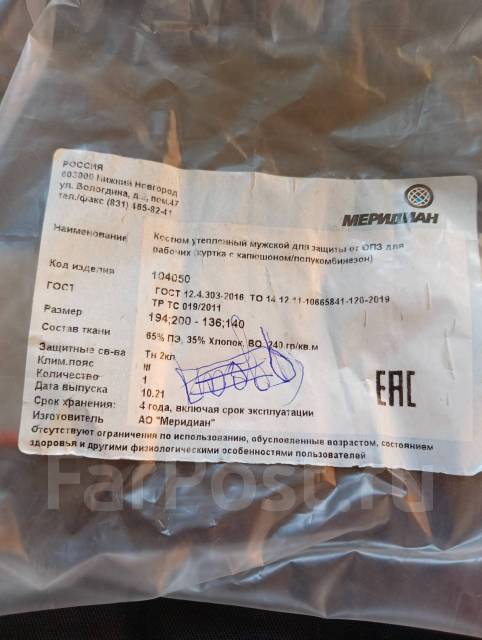 РОССИЯ
603009 Нижний Новгород
ул. Вологдина, пом.47
тел./факс (831) 465-82-41
МЕРИДИАН
Наименование Костюм утепленный мужской для защиты от ОПЗ для
рабочих (куртка с капюшоном/полукомбинезон)
Код изделия 104050
ГОСТ ГОСТ 12.4.303-2016, ТО 14.12.11-10665841-120-2019
ТР ТС 019/2011
Размер 194;200 - 136;140
Состав ткани 65% ПЭ, 35% Хлопок, ВО, 240 гр/кв.м
Защитные св-ва Тн 2кл
Клим.пояс III
Количество 1
Дата выпуска 10.21
Срок хранения: 4 года, включая срок эксплуатации
Изготовитель АО "Меридиан"
Отсутствуют ограничения по использованию, обусловленные возрастом, состоянием
здоровья и другими физиологическими особенностями пользователей
EAC
FarPost.ru